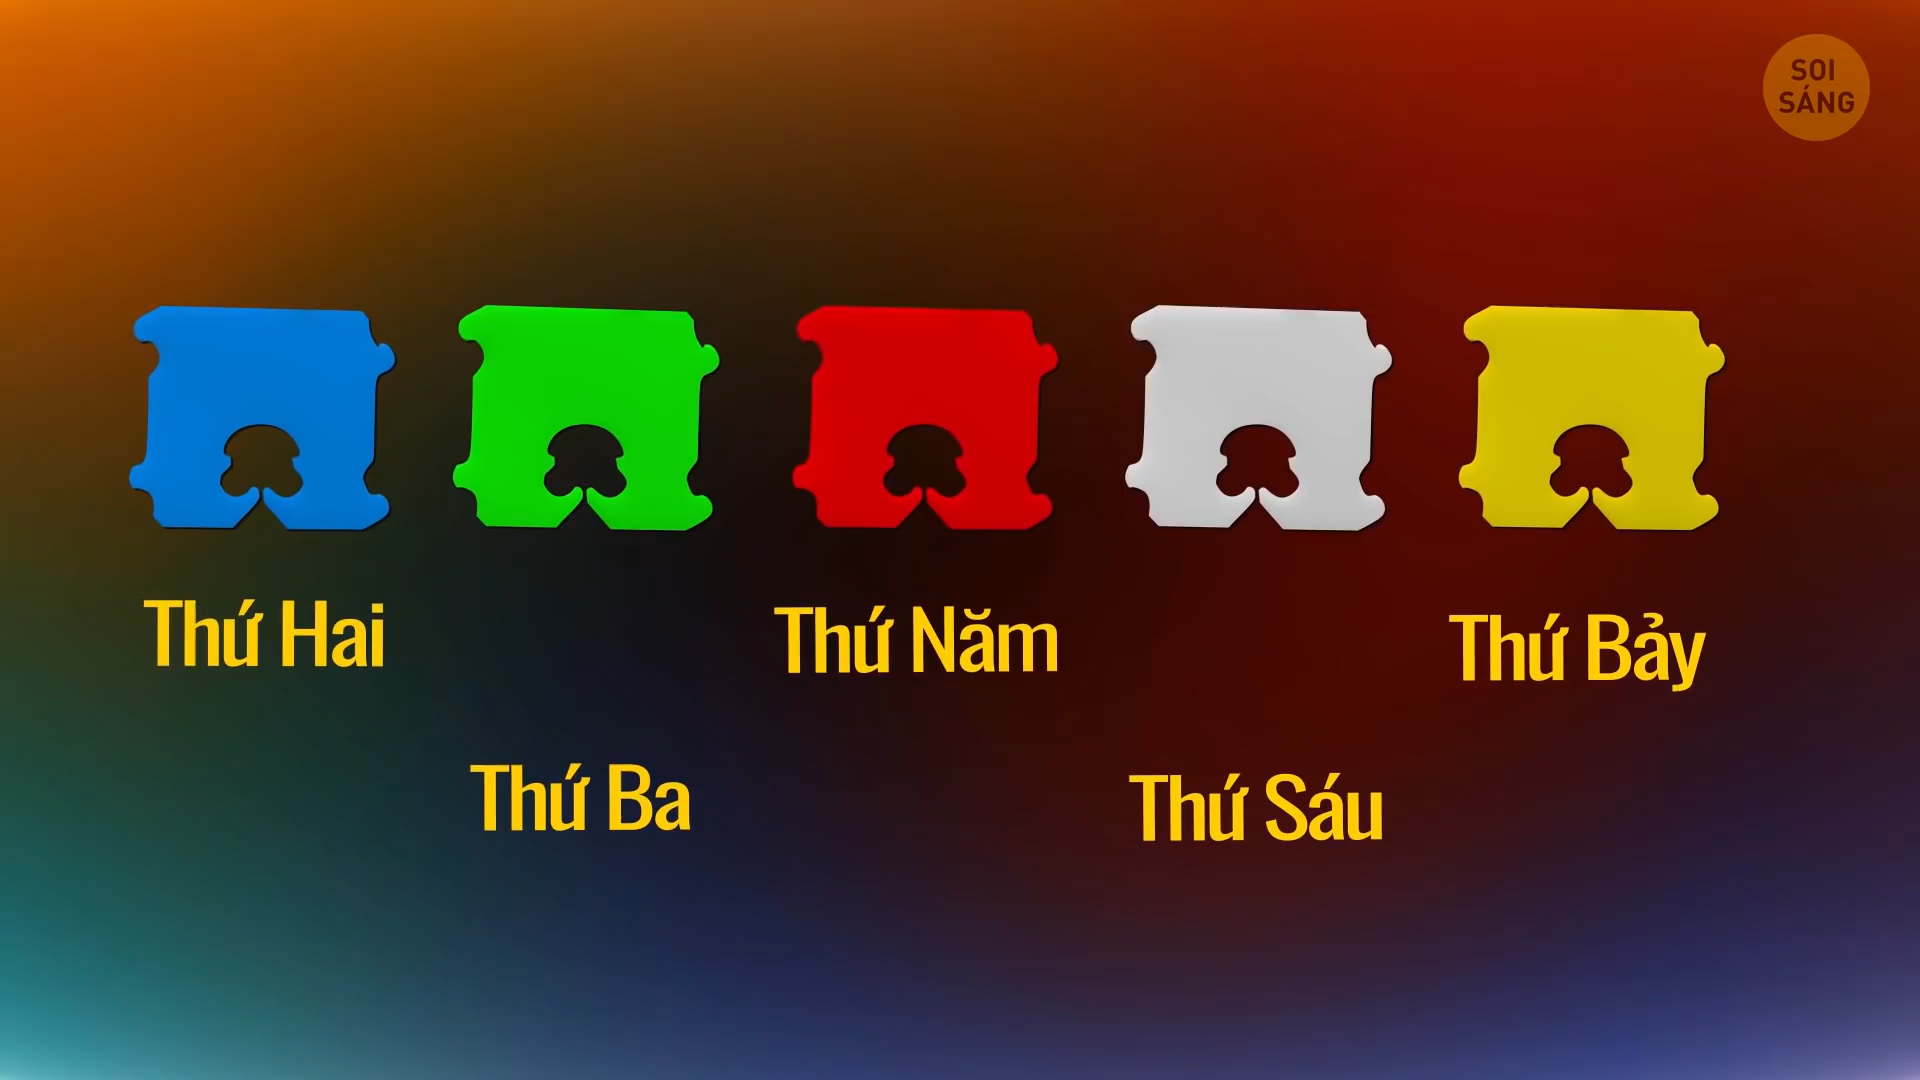 SOI
SÁNG
Thứ Hai
Thứ Ba
Thứ Năm
Thứ Sáu
Thứ Bảy